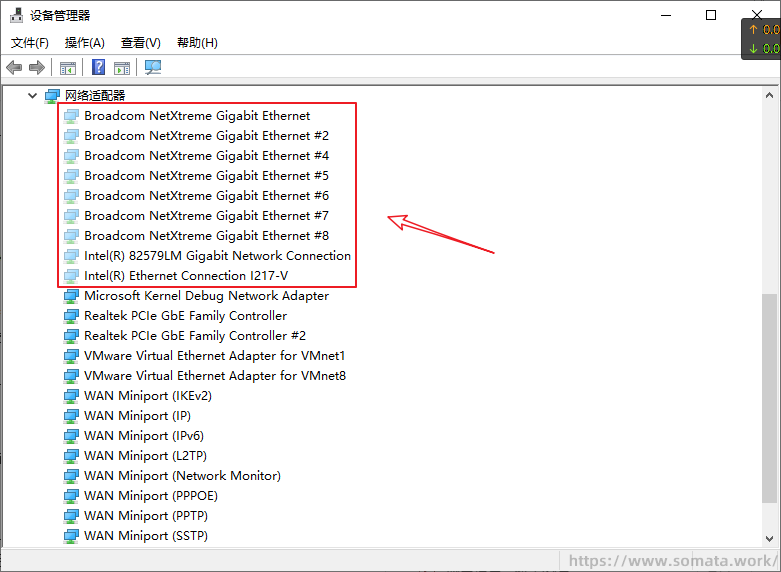 设备管理器
文件(F) 操作(A) 查看(V) 帮助(H)
网络适配器
Broadcom NetXtreme Gigabit Ethernet
Broadcom NetXtreme Gigabit Ethernet #2
Broadcom NetXtreme Gigabit Ethernet #4
Broadcom NetXtreme Gigabit Ethernet #5
Broadcom NetXtreme Gigabit Ethernet #6
Broadcom NetXtreme Gigabit Ethernet #7
Broadcom NetXtreme Gigabit Ethernet #8
Intel(R) 82579LM Gigabit Network Connection
Intel(R) Ethernet Connection I217-V
Microsoft Kernel Debug Network Adapter
Realtek PCIe GbE Family Controller
Realtek PCIe GbE Family Controller #2
VMware Virtual Ethernet Adapter for VMnet1
VMware Virtual Ethernet Adapter for VMnet8
WAN Miniport (IKEv2)
WAN Miniport (IP)
WAN Miniport (IPv6)
WAN Miniport (L2TP)
WAN Miniport (Network Monitor)
WAN Miniport (PPPOE)
WAN Miniport (PPTP)
WAN Miniport (SSTP)
https://www.somata.work/